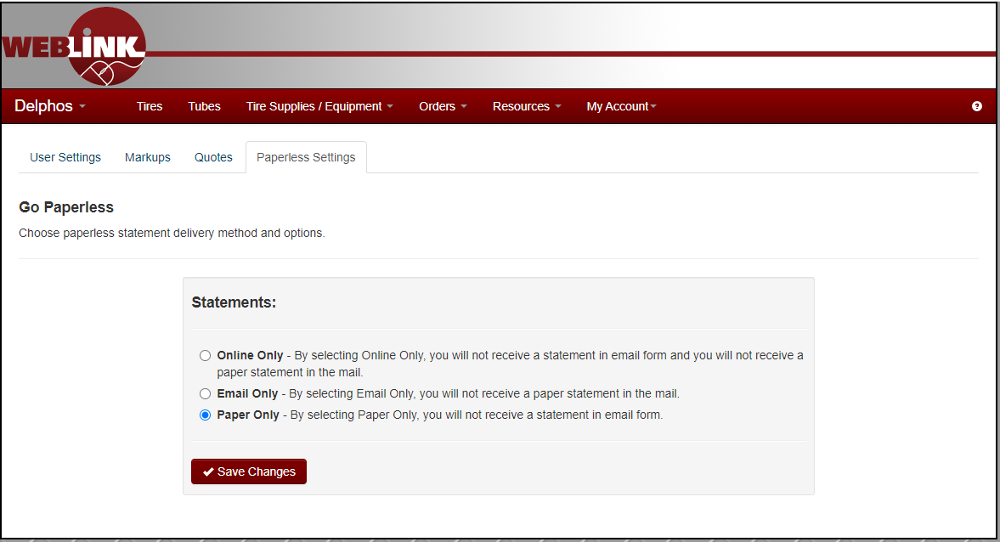 WEBLINK
Delphos Tires Tubes Tire Supplies / Equipment Orders Resources My Account ?
User Settings Markups Quotes Paperless Settings
Go Paperless
Choose paperless statement delivery method and options.
Statements:
Online Only - By selecting Online Only, you will not receive a statement in email form and you will not receive a
paper statement in the mail.
Email Only - By selecting Email Only, you will not receive a paper statement in the mail.
Paper Only - By selecting Paper Only, you will not receive a statement in email form.
Save Changes